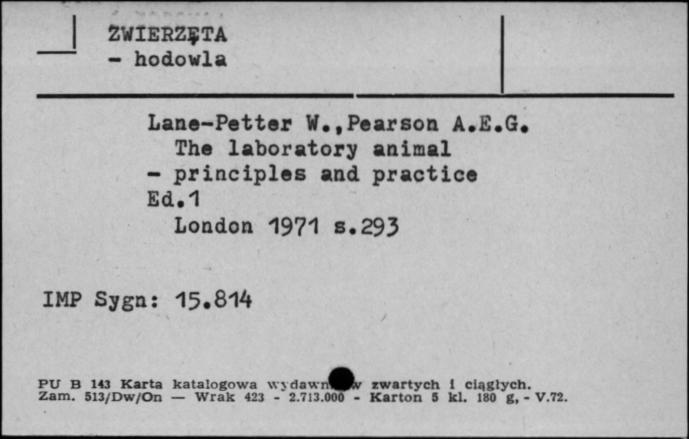 ZWIERZĘTA
- hodowla
Lane-Petter W.,Pearson A.E.G.
The laboratory animal
- principles and practice
Ed.1
London 1971 s.293
IMP Sygn: 15.814
PU B 143 Karta katalogowa zwartych i ciągłych.
Zam. 513/Dw/On — Wrak 423 - 2.713.000 - Karton 5 kl. 180 g, - V.72.